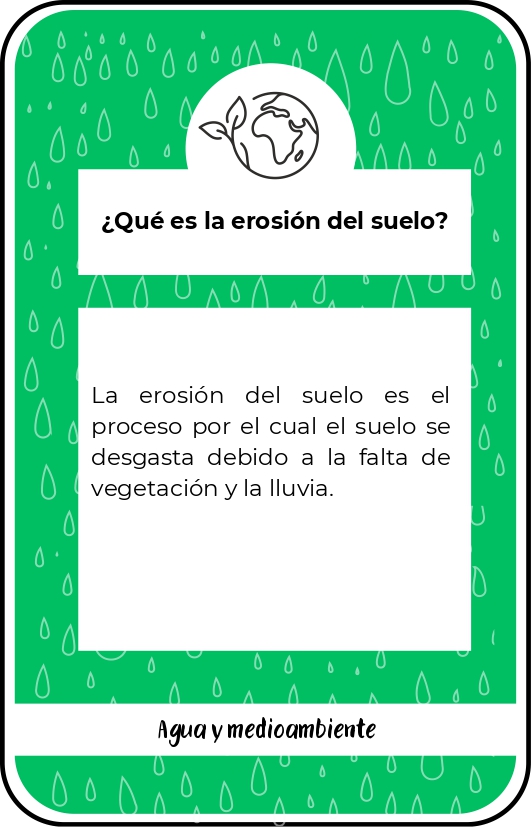 ¿Qué es la erosión del suelo?
La erosión del suelo es el
proceso por el cual el suelo se
desgasta debido a la falta de
vegetación y la lluvia.
Agua y medioambiente